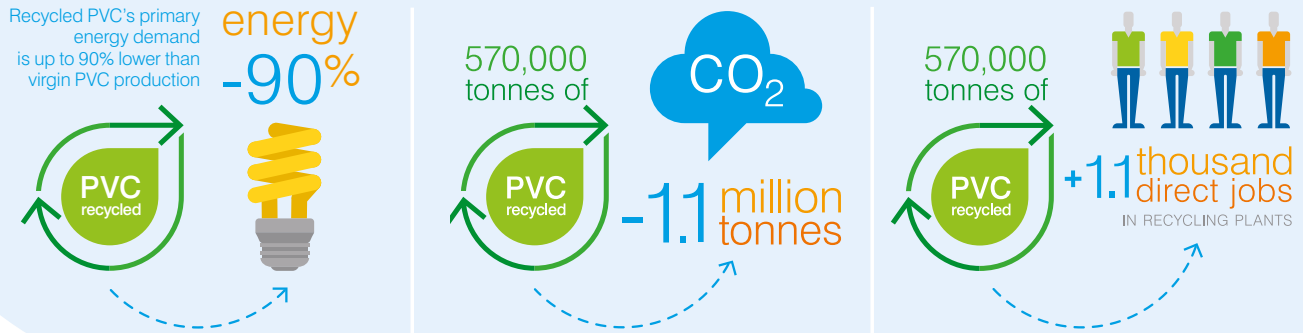 Recycled PVC's primary
energy demand
is up to 90% lower than
virgin PVC production
energy
-90%
PVC
recycled
570,000
tonnes of
PVC
recycled
CO2
-1.1 million
tonnes
570,000
tonnes of
PVC
recycled
+1.1 thousand
direct jobs
IN RECYCLING PLANTS